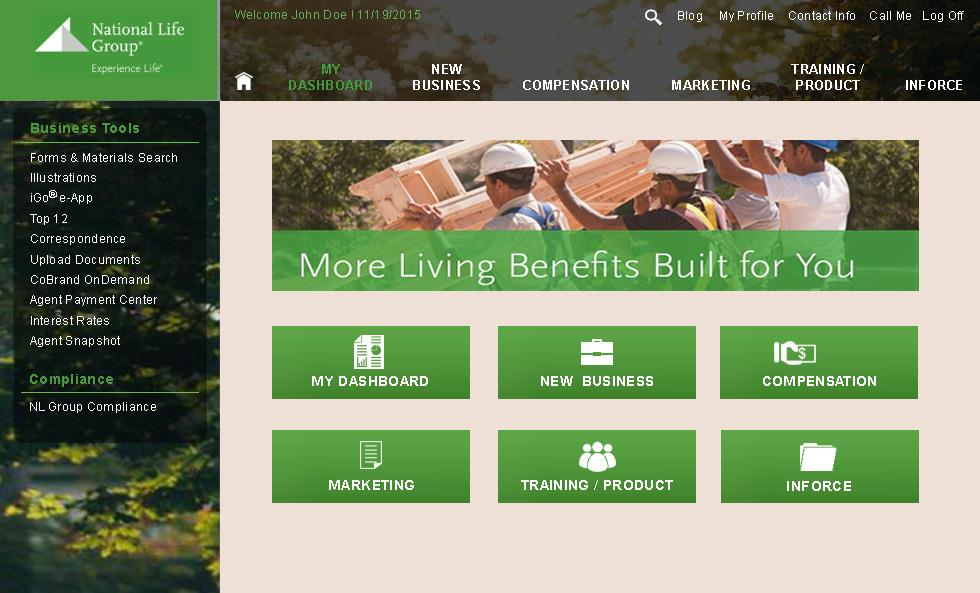 National Life
Group®
Experience Life®
Welcome John Doe ! 11/19/2015
Blog My Profile Contact Info Call Me Log Off
MY DASHBOARD
NEW BUSINESS
COMPENSATION
MARKETING
TRAINING / PRODUCT
INFORCE
Business Tools
Forms & Materials Search
Illustrations
iGo® e-App
Top 12
Correspondence
Upload Documents
CoBrand OnDemand
Agent Payment Center
Interest Rates
Agent Snapshot
Compliance
NL Group Compliance
More Living Benefits Built for You
MY DASHBOARD
NEW BUSINESS
$
COMPENSATION
MARKETING
TRAINING / PRODUCT
INFORCE